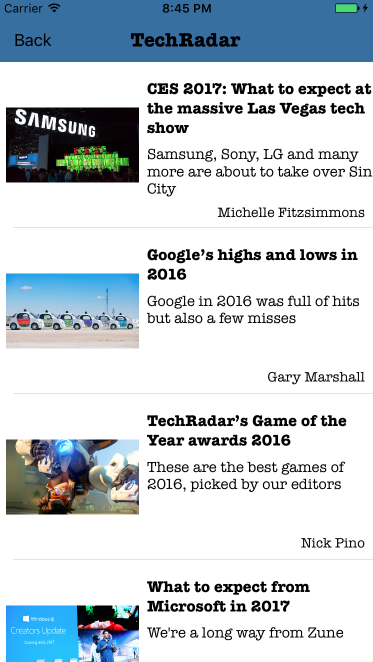 Carrier 8:45 PM
Back TechRadar
CES 2017: What to expect at
the massive Las Vegas tech
show
SAMSUNG
Samsung, Sony, LG and many
more are about to take over Sin
City
Michelle Fitzsimmons
Google’s highs and lows in
2016
Google in 2016 was full of hits
but also a few misses
Gary Marshall
TechRadar’s Game of the
Year awards 2016
These are the best games of
2016, picked by our editors
Nick Pino
What to expect from
Microsoft in 2017
Windows 10
Creators Update
We're a long way from Zune